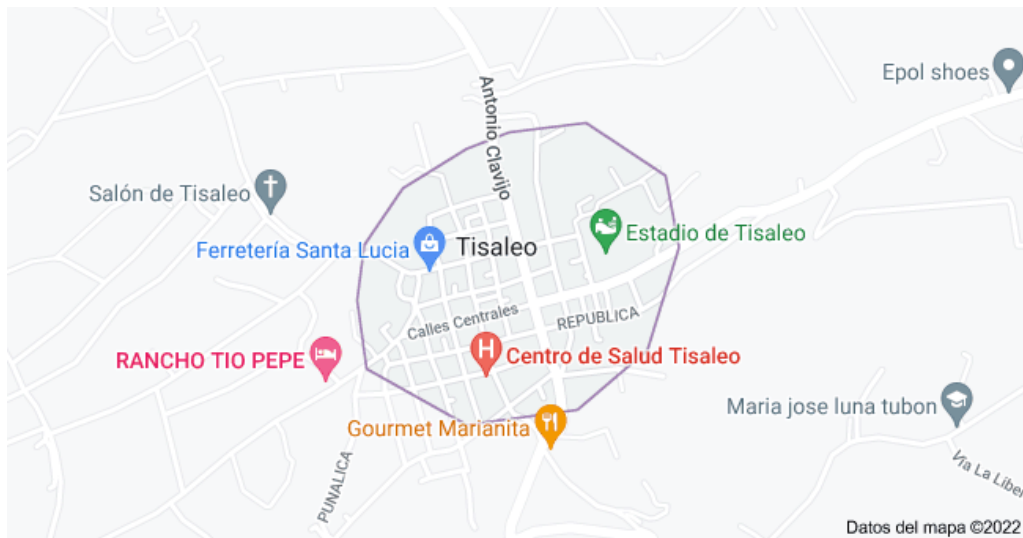 Epol shoes
Antonio Clavijo
Salón de Tisaleo
Ferretería Santa Lucia
Tisaleo
Estadio de Tisaleo
Calles Centrales
REPUBLICA
RANCHO TIO PEPE
H
Centro de Salud Tisaleo
Maria jose luna tubon
Gourmet Marianita
PUNALICA
Vía La Liber
Datos del mapa ©2022